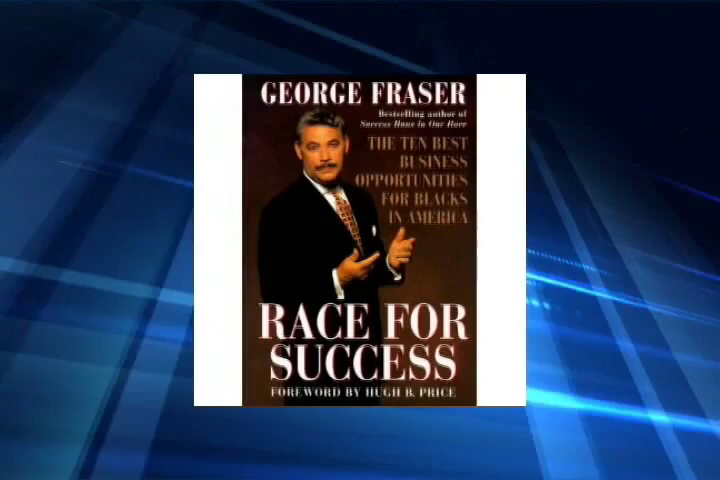 GEORGE FRASER
Bestselling author of
Success Runs in Our Race
THE TEN BEST
BUSINESS
OPPORTUNITIES
FOR BLACKS
IN AMERICA
RACE FOR
SUCCESS
FOREWORD BY HUGH B. PRICE